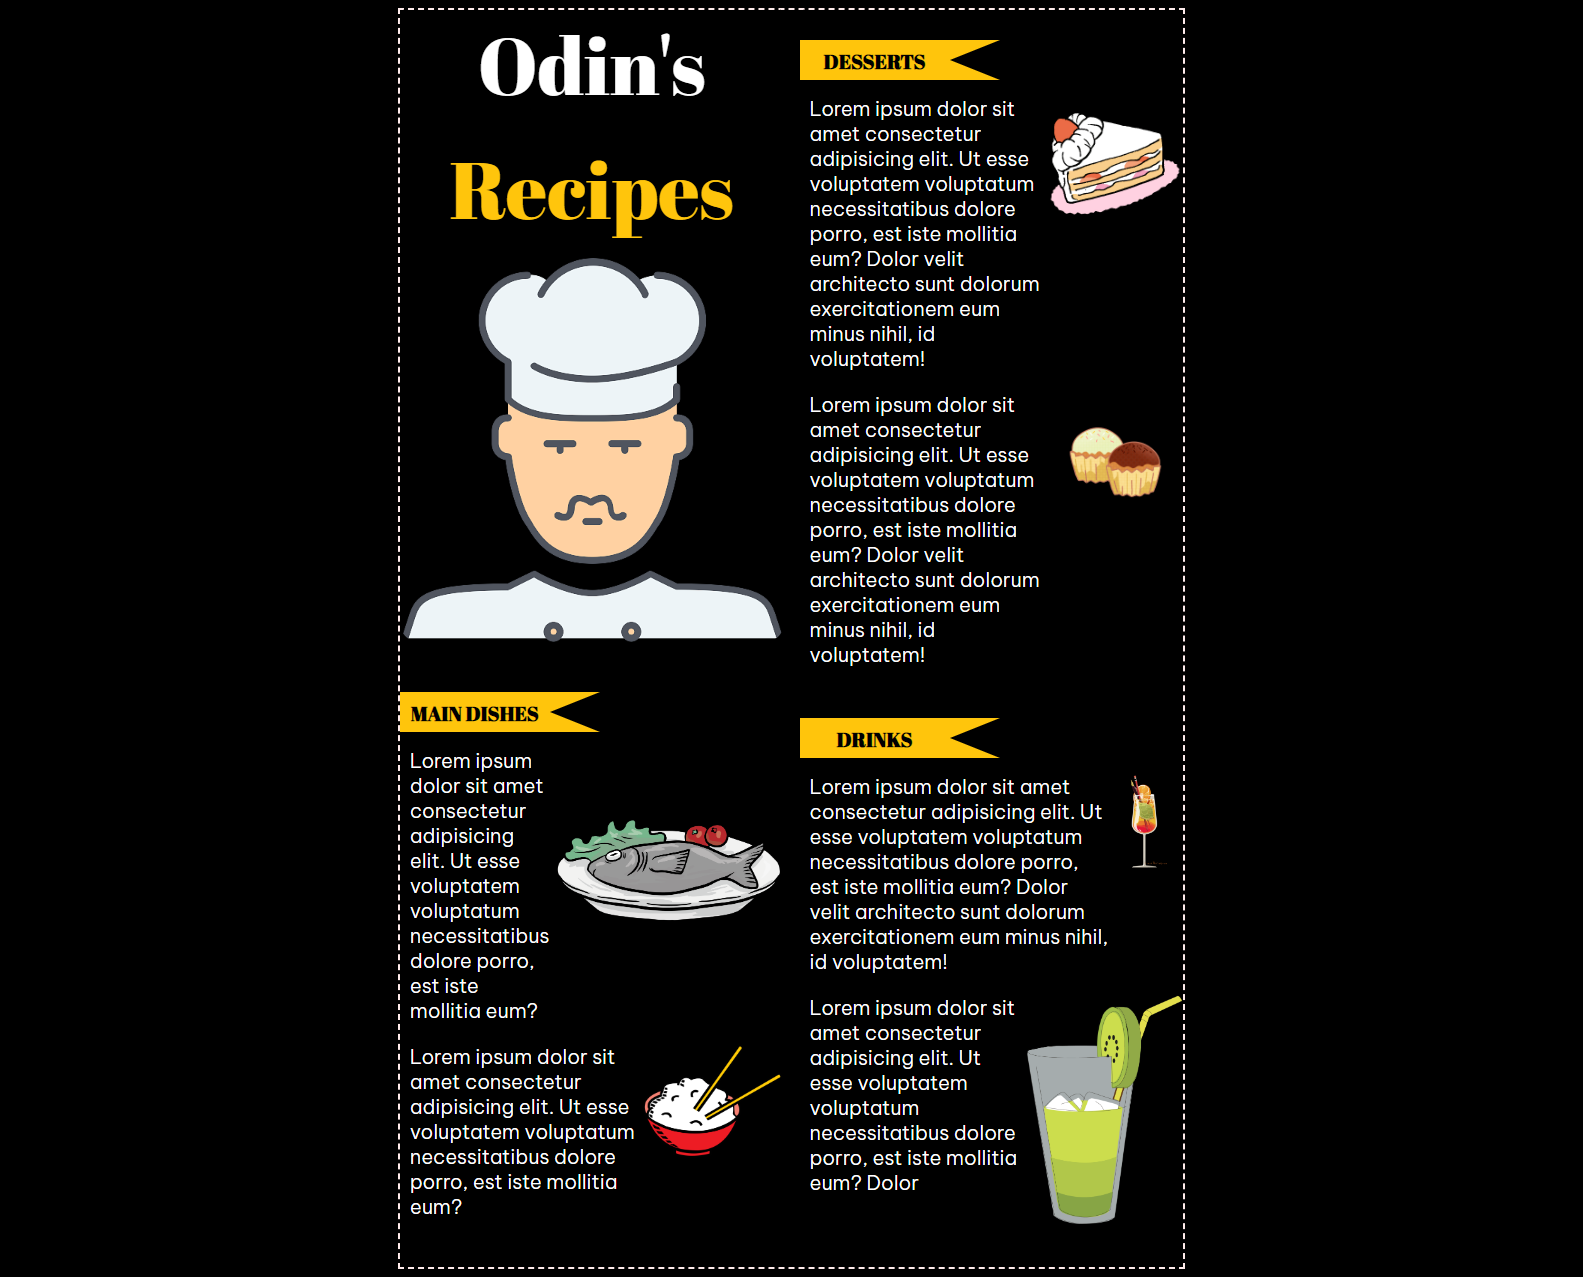 Odin's
Recipes
MAIN DISHES
Lorem ipsum
dolor sit amet
consectetur
adipisicing
elit. Ut esse
voluptatem
voluptatum
necessitatibus
dolore porro,
est iste
mollitia eum?
Lorem ipsum dolor sit
amet consectetur
adipisicing elit. Ut esse
voluptatem voluptatum
necessitatibus dolore
porro, est iste mollitia
eum?
DESSERTS
Lorem ipsum dolor sit
amet consectetur
adipisicing elit. Ut esse
voluptatem voluptatum
necessitatibus dolore
porro, est iste mollitia
eum? Dolor velit
architecto sunt dolorum
exercitationem eum
minus nihil, id
voluptatem!
Lorem ipsum dolor sit
amet consectetur
adipisicing elit. Ut esse
voluptatem voluptatum
necessitatibus dolore
porro, est iste mollitia
eum? Dolor velit
architecto sunt dolorum
exercitationem eum
minus nihil, id
voluptatem!
DRINKS
Lorem ipsum dolor sit amet
consectetur adipisicing elit. Ut
esse voluptatem voluptatum
necessitatibus dolore porro,
est iste mollitia eum? Dolor
velit architecto sunt dolorum
exercitationem eum minus nihil,
id voluptatem!
Lorem ipsum dolor sit
amet consectetur
adipisicing elit. Ut
esse voluptatem
voluptatum
necessitatibus dolore
porro, est iste mollitia
eum? Dolor